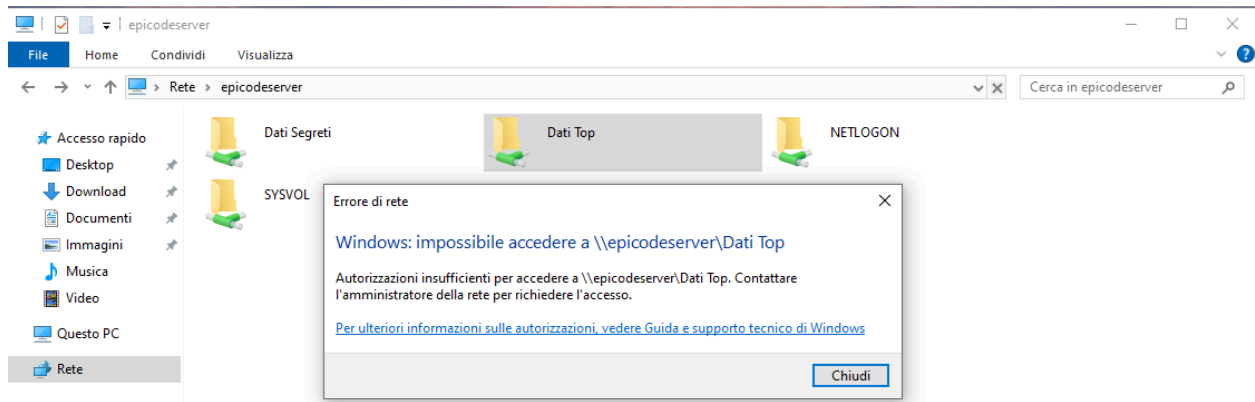 epicodeserver
File Home Condividi Visualizza
Rete > epicodeserver
Cerca in epicodeserver
Accesso rapido
Desktop
Download
Documenti
Immagini
Musica
Video
Questo PC
Rete
Dati Segreti
Dati Top
NETLOGON
SYSVOL
Errore di rete
Windows: impossibile accedere a \\epicodeserver\Dati Top
Autorizzazioni insufficienti per accedere a \\epicodeserver\Dati Top. Contattare
l'amministratore della rete per richiedere l'accesso.
Per ulteriori informazioni sulle autorizzazioni, vedere Guida e supporto tecnico di Windows
Chiudi